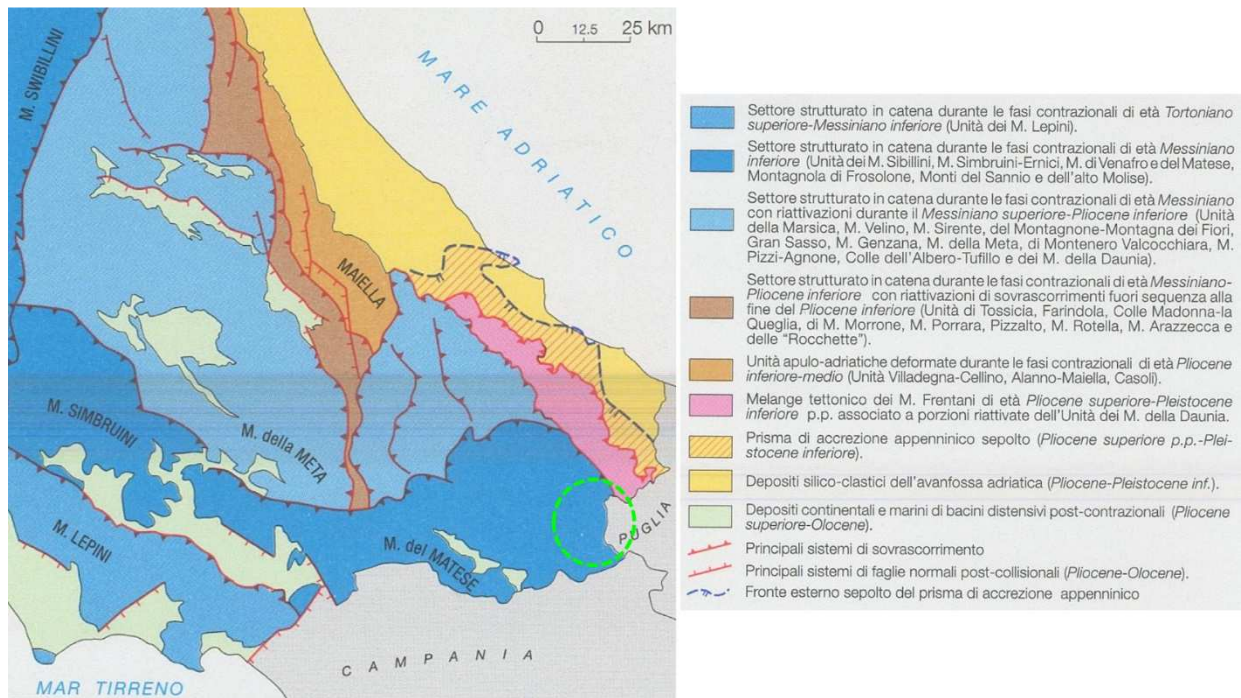 M. SWIBILLINI
0 12.5 25 km
MARE ADRIATICO
MAIELLA
M. SIMBRUINI
M. della META
M. LEPINI
M. del MATESE
PUGLIA
CAMPANIA
MAR TIRRENO
Settore strutturato in catena durante le fasi contrazionali di età Tortoniano
superiore-Messiniano inferiore (Unità dei M. Lepini).
Settore strutturato in catena durante le fasi contrazionali di età Messiniano
inferiore (Unità dei M. Sibillini, M. Simbruini-Ernici, M. di Venafro e del Matese,
Montagnola di Frosolone, Monti del Sannio e dell'alto Molise).
Settore strutturato in catena durante le fasi contrazionali di età Messiniano
con riattivazioni durante il Messiniano superiore-Pliocene inferiore (Unità
della Marsica, M. Velino, M. Sirente, del Montagnone-Montagna dei Fiori,
Gran Sasso, M. Genzana, M. della Meta, di Montenero Valcocchiara, M.
Pizzi-Agnone, Colle dell'Albero-Tufillo e dei M. della Daunia).
Settore strutturato in catena durante le fasi contrazionali di età Messiniano-
Pliocene inferiore con riattivazioni di sovrascorrimenti fuori sequenza alla
fine del Pliocene inferiore (Unità di Tossicia, Farindola, Colle Madonna-la
Queglia, di M. Morrone, M. Porrara, Pizzalto, M. Rotella, M. Arazzecca e
delle "Rocchette").
Unità apulo-adriatiche deformate durante le fasi contrazionali di età Pliocene
inferiore-medio (Unità Villadegna-Cellino, Alanno-Maiella, Casoli).
Melange tettonico dei M. Frentani di età Pliocene superiore-Pleistocene
inferiore p.p. associato a porzioni riattivate dell'Unità dei M. della Daunia.
Prisma di accrezione appenninico sepolto (Pliocene superiore p.p.-Plei-
stocene inferiore).
Depositi silico-clastici dell'avanfossa adriatica (Pliocene-Pleistocene inf.).
Depositi continentali e marini di bacini distensivi post-contrazionali (Pliocene
superiore-Olocene).
Principali sistemi di sovrascorrimento
Principali sistemi di faglie normali post-collisionali (Pliocene-Olocene).
Fronte esterno sepolto del prisma di accrezione appenninico